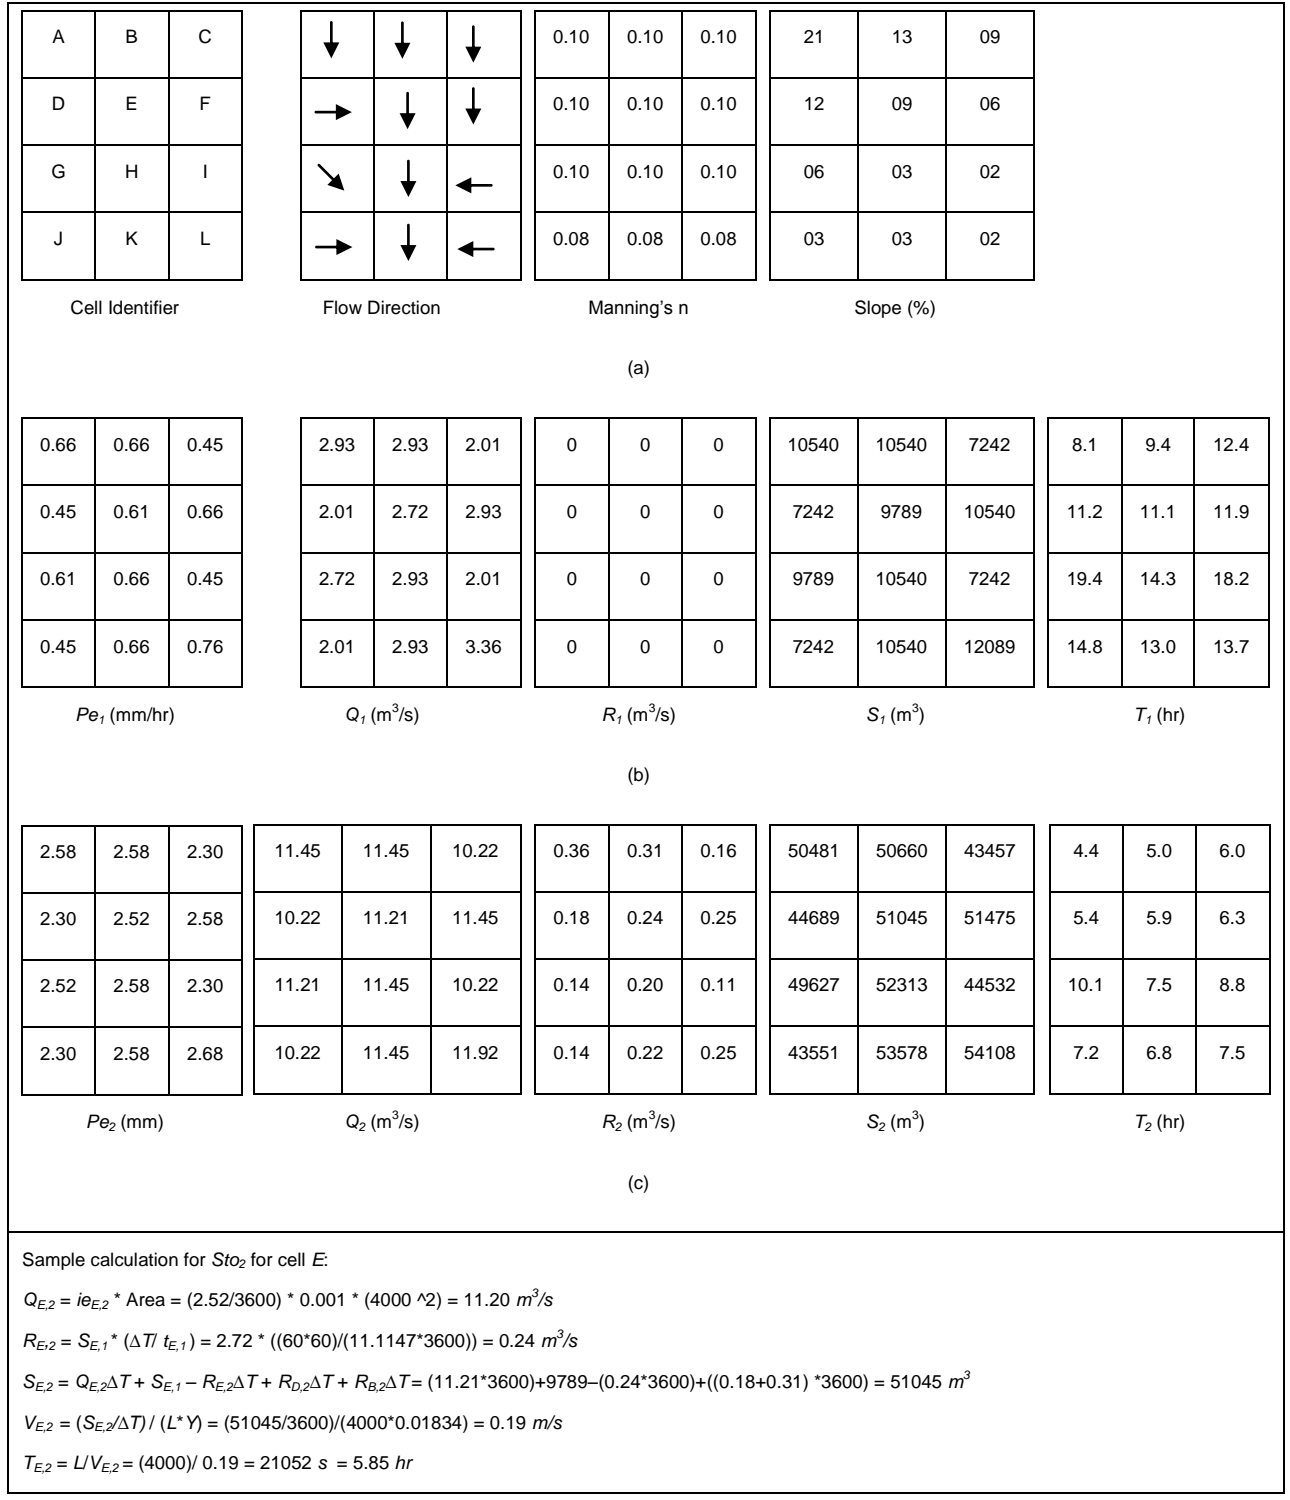 A B C 0.10 0.10 0.10 21 13 09
D E F 0.10 0.10 0.10 12 09 06
G H I 0.10 0.10 0.10 06 03 02
J K L 0.08 0.08 0.08 03 03 02
Cell Identifier Flow Direction Manning's n Slope (%)
(a)
0.66 0.66 0.45 2.93 2.93 2.01 0 0 0 10540 10540 7242 8.1 9.4 12.4
0.45 0.61 0.66 2.01 2.72 2.93 0 0 0 7242 9789 10540 11.2 11.1 11.9
0.61 0.66 0.45 2.72 2.93 2.01 0 0 0 9789 10540 7242 19.4 14.3 18.2
0.45 0.66 0.76 2.01 2.93 3.36 0 0 0 7242 10540 12089 14.8 13.0 13.7
Pe1 (mm/hr) Q1 (m3/s) R1 (m3/s) S1 (m3) T1 (hr)
(b)
2.58 2.58 2.30 11.45 11.45 10.22 0.36 0.31 0.16 50481 50660 43457 4.4 5.0 6.0
2.30 2.52 2.58 10.22 11.21 11.45 0.18 0.24 0.25 44689 51045 51475 5.4 5.9 6.3
2.52 2.58 2.30 11.21 11.45 10.22 0.14 0.20 0.11 49627 52313 44532 10.1 7.5 8.8
2.30 2.58 2.68 10.22 11.45 11.92 0.14 0.22 0.25 43551 53578 54108 7.2 6.8 7.5
Pe2 (mm) Q2 (m3/s) R2 (m3/s) S2 (m3) T2 (hr)
(c)
Sample calculation for Sto2 for cell E:
QE,2 = ieE,2 * Area = (2.52/3600) * 0.001 * (4000 ^2) = 11.20 m3/s
RE,2 = SE,1* (ΔT/ tE,1) = 2.72 * ((60*60)/(11.1147*3600)) = 0.24 m3/s
SE,2 = QE,2ΔT + SE,1 – RE,2ΔT + RD,2ΔT + RB,2ΔT = (11.21*3600)+9789–(0.24*3600)+((0.18+0.31) *3600) = 51045 m3
VE,2 = (SE,2/ΔT) / (L*Y) = (51045/3600)/(4000*0.01834) = 0.19 m/s
TE,2 = L/VE,2 = (4000)/ 0.19 = 21052 s = 5.85 hr